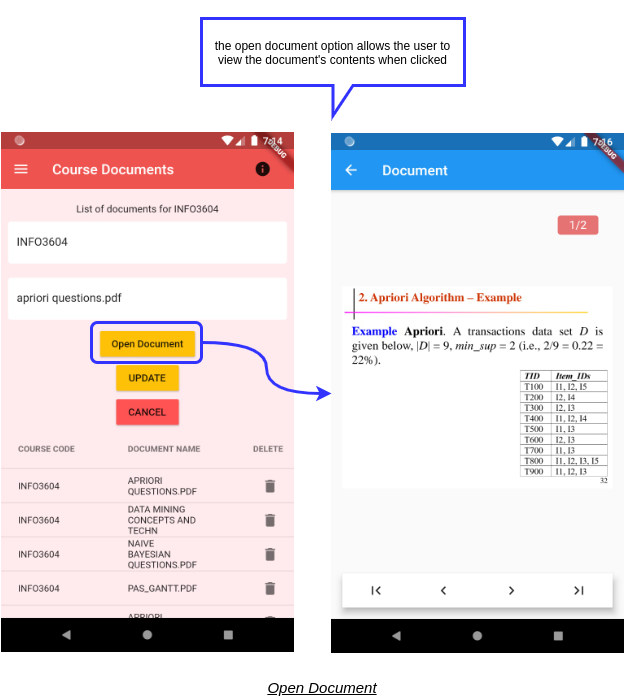 the open document option allows the user to
view the document's contents when clicked
7:14
DEBUG
Course Documents
List of documents for INFO3604
INFO3604
apriori questions.pdf
Open Document
UPDATE
CANCEL
COURSE CODE DOCUMENT NAME DELETE
INFO3604 APRIORI
QUESTIONS.PDF
INFO3604 DATA MINING
CONCEPTS AND
TECHN
INFO3604 NAIVE
BAYESIAN
QUESTIONS.PDF
INFO3604 PAS_GANTT.PDF
APRIORI
7:16
DEBUG
Document
1/2
2. Apriori Algorithm – Example
Example Apriori. A transactions data set D is
given below, |D| = 9, min_sup = 2 (i.e., 2/9 = 0.22 =
22%).
TID Item_IDs
T100 I1, I2, I5
T200 I2, I4
T300 I2, I3
T400 I1, I2, I4
T500 I1, I3
T600 I2, I3
T700 I1, I3
T800 I1, I2, I3, I5
T900 I1, I2, I3
32
Open Document